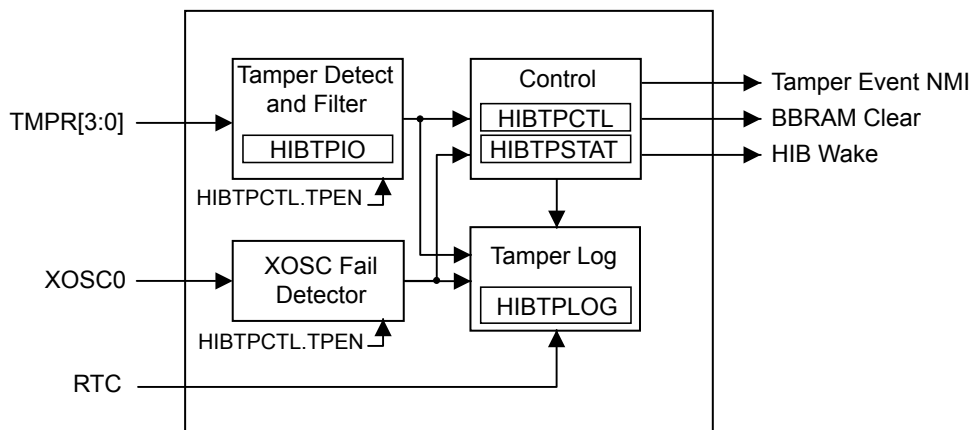 Tamper Detect
and Filter
HIBTPIO
Control
HIBTPCTL
HIBTPSTAT
Tamper Event NMI
BBRAM Clear
HIB Wake
TMPR[3:0]
HIBTPCTL.TPEN
XOSC Fail
Detector
Tamper Log
HIBTPLOG
XOSC0
HIBTPCTL.TPEN
RTC